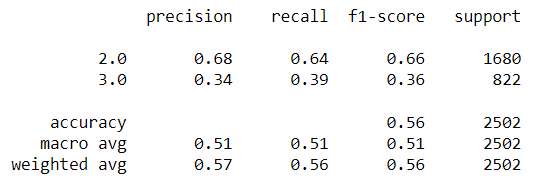 precision recall f1-score support
2.0 0.68 0.64 0.66 1680
3.0 0.34 0.39 0.36 822
accuracy 0.56 2502
macro avg 0.51 0.51 0.51 2502
weighted avg 0.57 0.56 0.56 2502